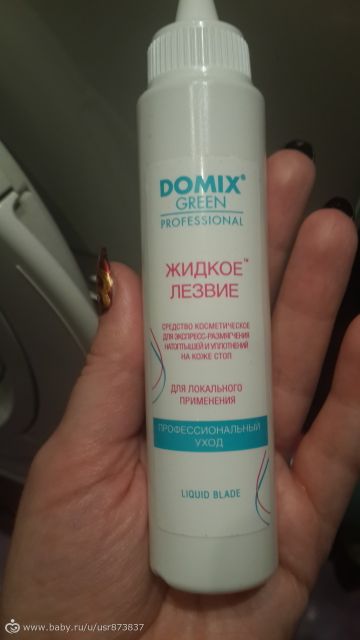 DOMIX®
GREEN
PROFESSIONAL
ЖИДКОЕ™
ЛЕЗВИЕ
СРЕДСТВО КОСМЕТИЧЕСКОЕ
ДЛЯ ЭКСПРЕСС-РАЗМЯГЧЕНИЯ
НАТОПТЫШЕЙ И УПЛОТНЕНИЙ
НА КОЖЕ СТОП
ДЛЯ ЛОКАЛЬНОГО
ПРИМЕНЕНИЯ
ПРОФЕССИОНАЛЬНЫЙ
УХОД
LIQUID BLADE
www.baby.ru/u/usr873837